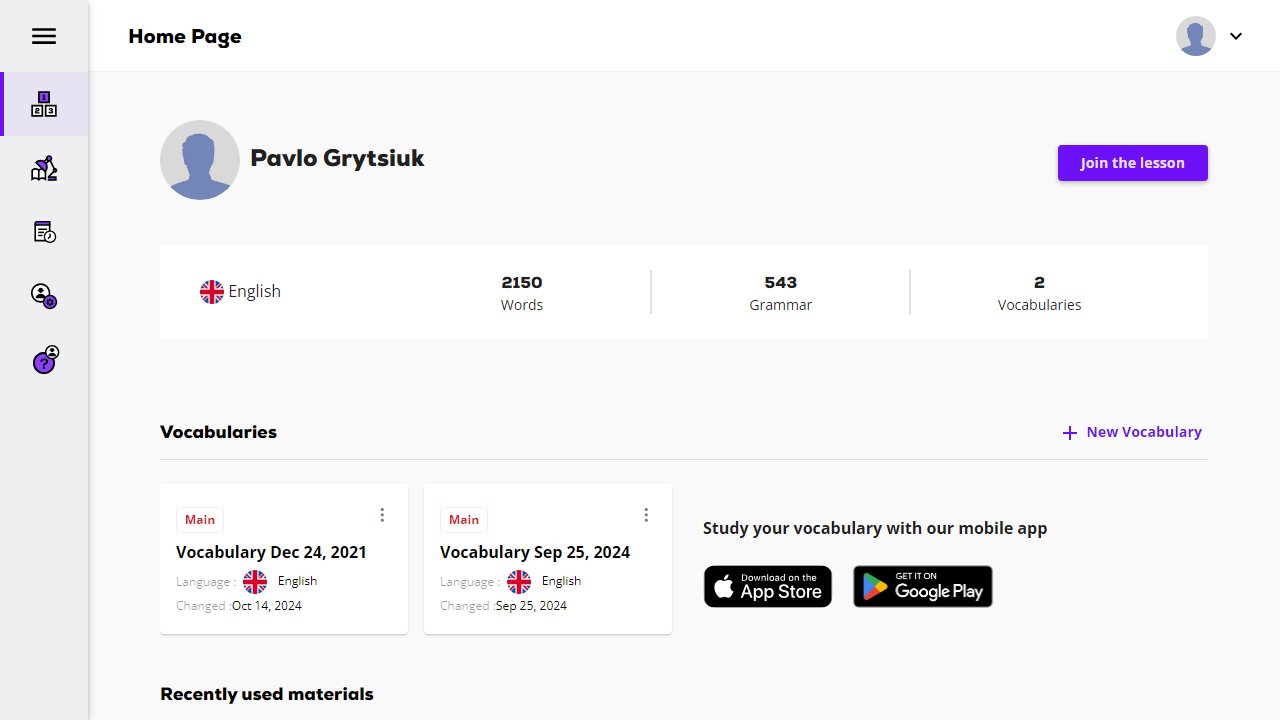 Home Page
Pavlo Grytsiuk
Join the lesson
English
2150
Words
543
Grammar
2
Vocabularies
Vocabularies
New Vocabulary
Main
Vocabulary Dec 24, 2021
Language : English
Changed :Oct 14, 2024
Main
Vocabulary Sep 25, 2024
Language : English
Changed :Sep 25, 2024
Study your vocabulary with our mobile app
Download on the
App Store
GET IT ON
Google Play
Recently used materials
1
2 3
?